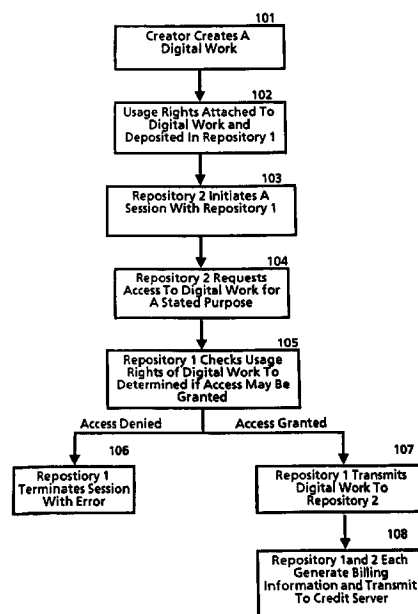 101
Creator Creates A
Digital Work
102
Usage Rights Attached To
Digital Work and
Deposited In Repository 1
103
Repository 2 Initiates A
Session With Repository 1
104
Repository 2 Requests
Access To Digital Work for
A Stated Purpose
105
Repository 1 Checks Usage
Rights of Digital Work To
Determined if Access May Be
Granted
Access Denied
Access Granted
106
Repostiory 1
Terminates Session
With Error
107
Repository 1 Transmits
Digital Work To
Repository 2
108
Repository 1and 2 Each
Generate Billing
Information and Transmit
To Credit Server